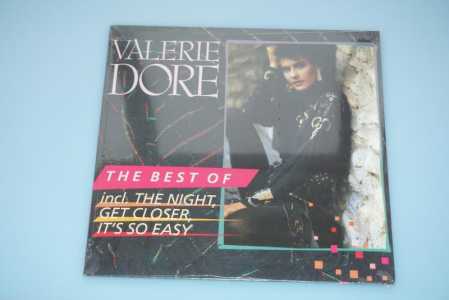 VALERIE
DORE
THE BEST OF
incl. THE NIGHT,
GET CLOSER,
IT'S SO EASY